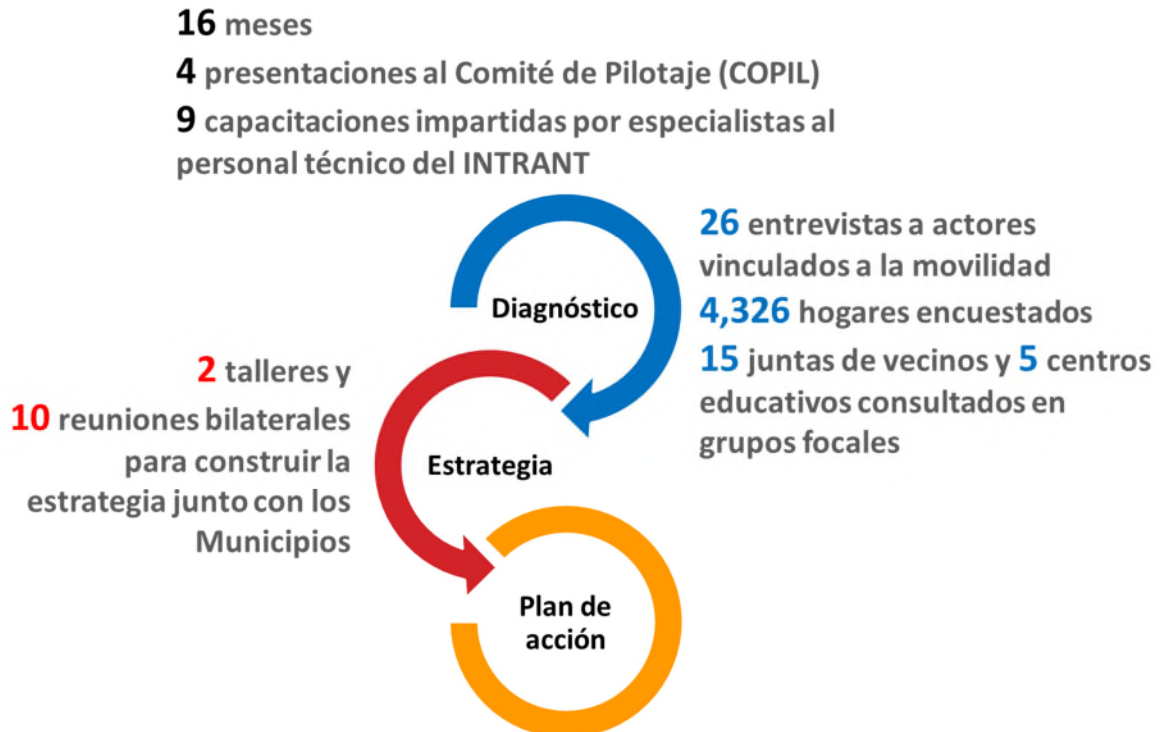 16 meses
4 presentaciones al Comité de Pilotaje (COPIL)
9 capacitaciones impartidas por especialistas al
personal técnico del INTRANT
Diagnóstico
26 entrevistas a actores
vinculados a la movilidad
4,326 hogares encuestados
15 juntas de vecinos y 5 centros
educativos consultados en
grupos focales
2 talleres y
10 reuniones bilaterales
para construir la
estrategia junto con los
Municipios
Estrategia
Plan de
acción